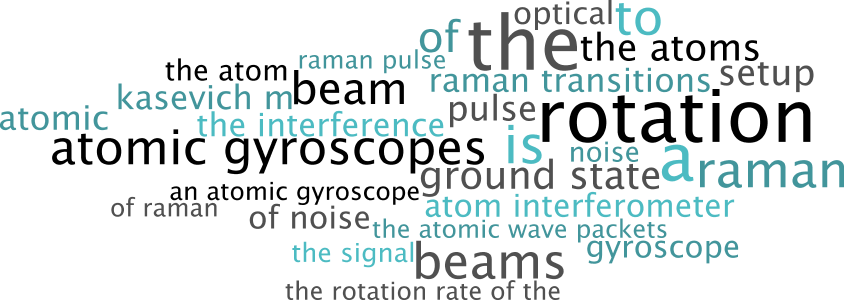 optical
to
of
the
the atoms
raman pulse
the atom
raman transitions
setup
beam
kasevich m
pulse
rotation
atomic
the interference
atomic gyroscopes
is
noise
a
raman
ground state
an atomic gyroscope
of raman
of noise
atom interferometer
the atomic wave packets
gyroscope
the signal
beams
the rotation rate of the